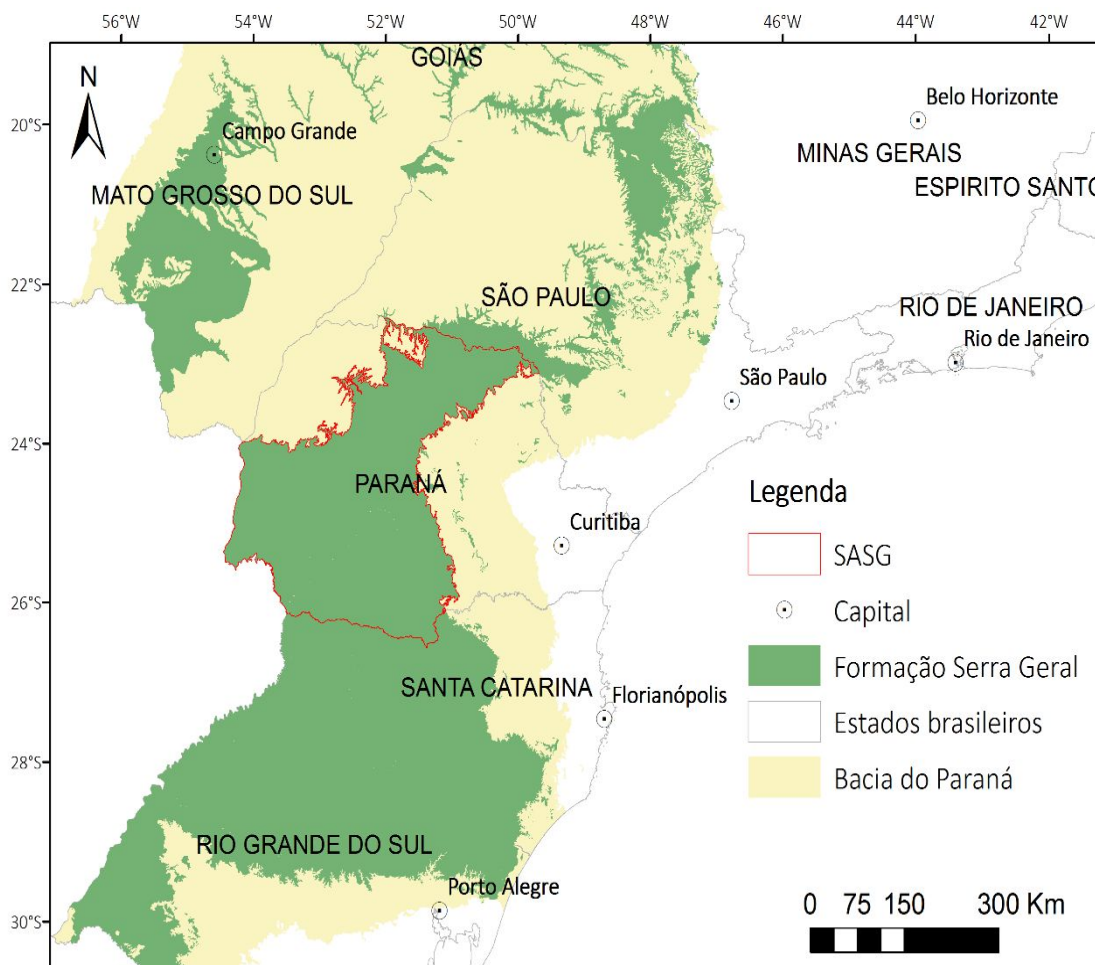 56°W 54°W 52°W 50°W 48°W 46°W 44°W 42°W
GOIÁS
N
Belo Horizonte
20°S
Campo Grande
MINAS GERAIS
MATO GROSSO DO SUL
ESPIRITO SANTO
22°S
SÃO PAULO
RIO DE JANEIRO
Rio de Janeiro
São Paulo
24°S
PARANÁ
Legenda
Curitiba
SASG
26°S
Capital
Formação Serra Geral
SANTA CATARINA
Florianópolis
Estados brasileiros
28°S
Bacia do Paraná
RIO GRANDE DO SUL
Porto Alegre
0 75 150 300 Km
30°S